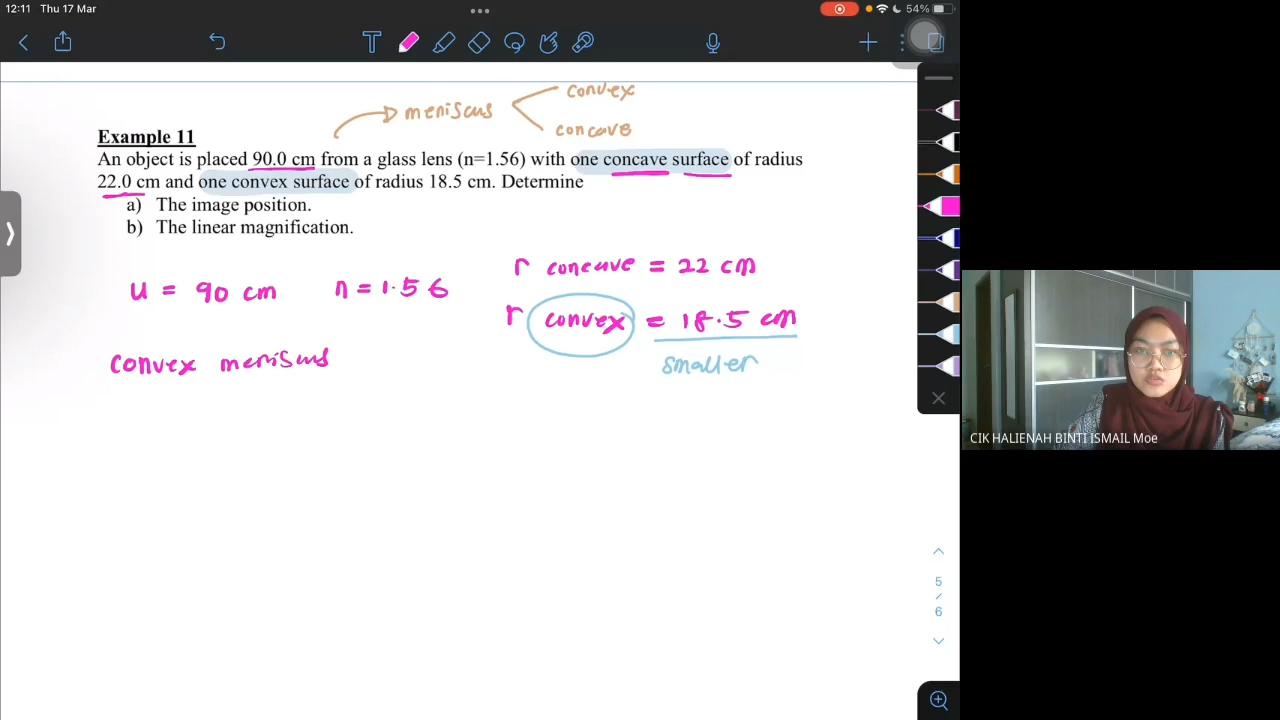 12:11 Thu 17 Mar
54%
T
convex
meniscus
concave
Example 11
An object is placed 90.0 cm from a glass lens (n=1.56) with one concave surface of radius
22.0 cm and one convex surface of radius 18.5 cm. Determine
a) The image position.
b) The linear magnification.
u = 90 cm n = 1.56
r concave = 22 cm
r convex = 18.5 cm
smaller
convex meniscus
CIK HALIENAH BINTI ISMAIL Moe
5
/
6